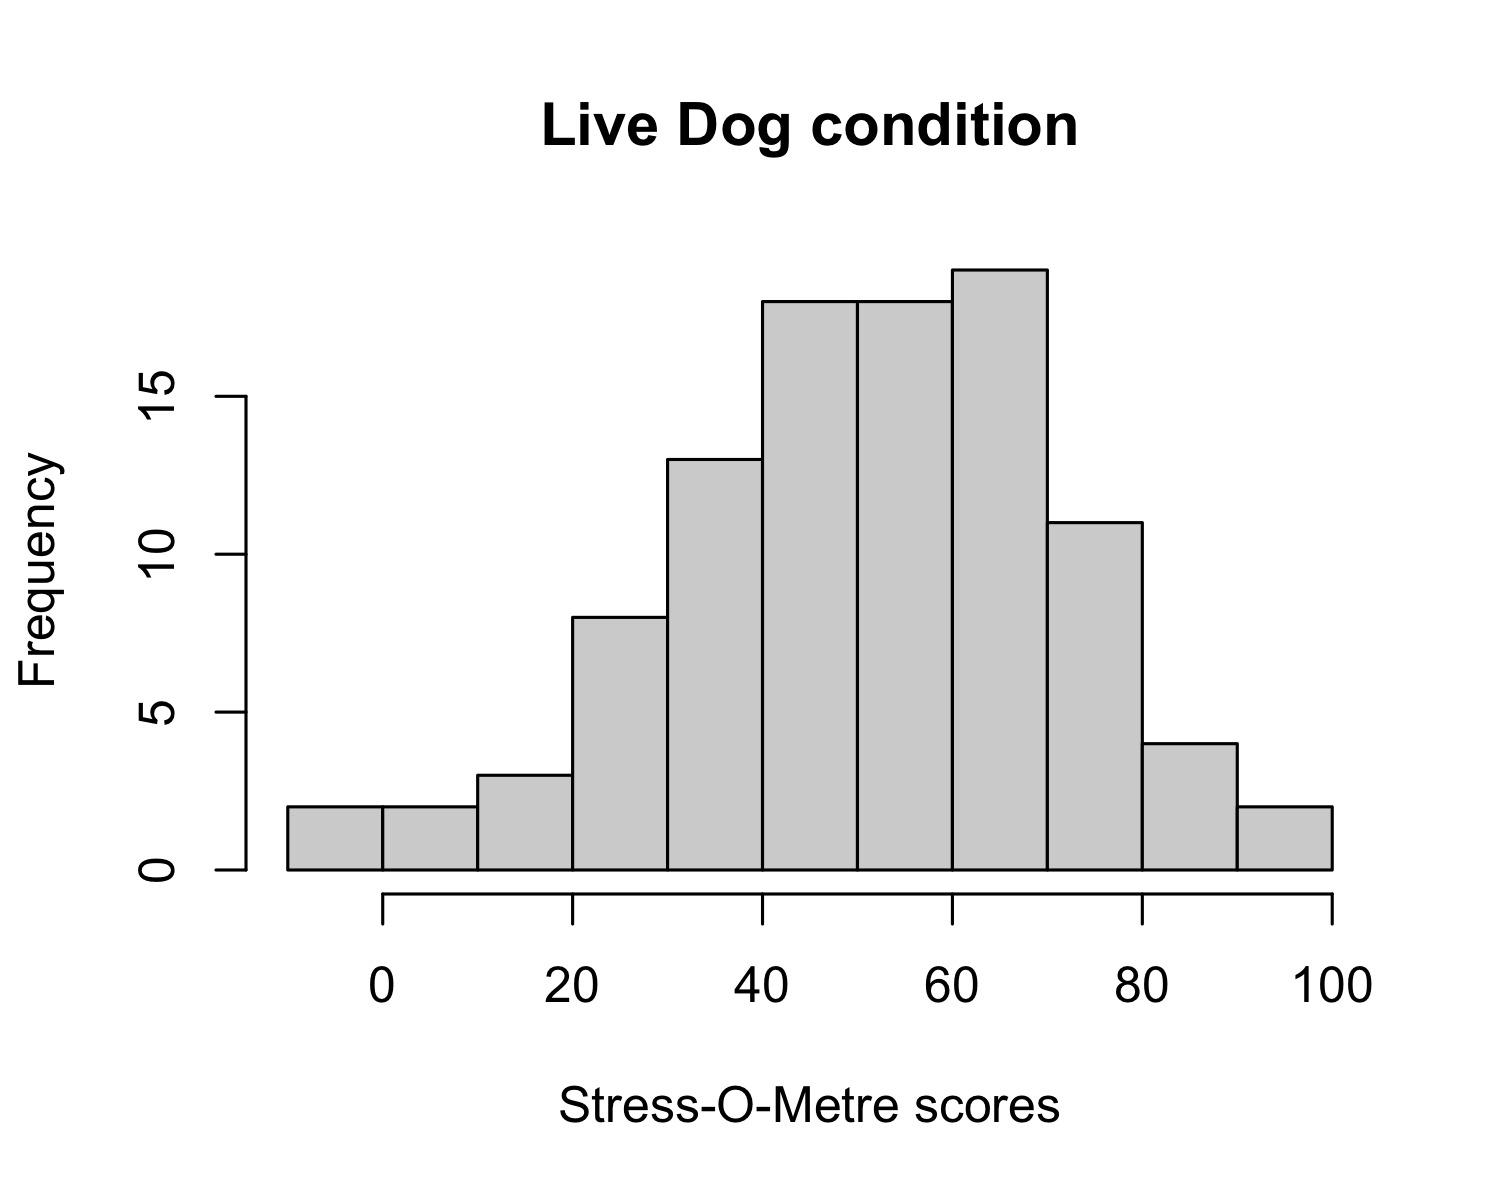 Live Dog condition
Frequency
15
10
5
0
0 20 40 60 80 100
Stress-O-Metre scores